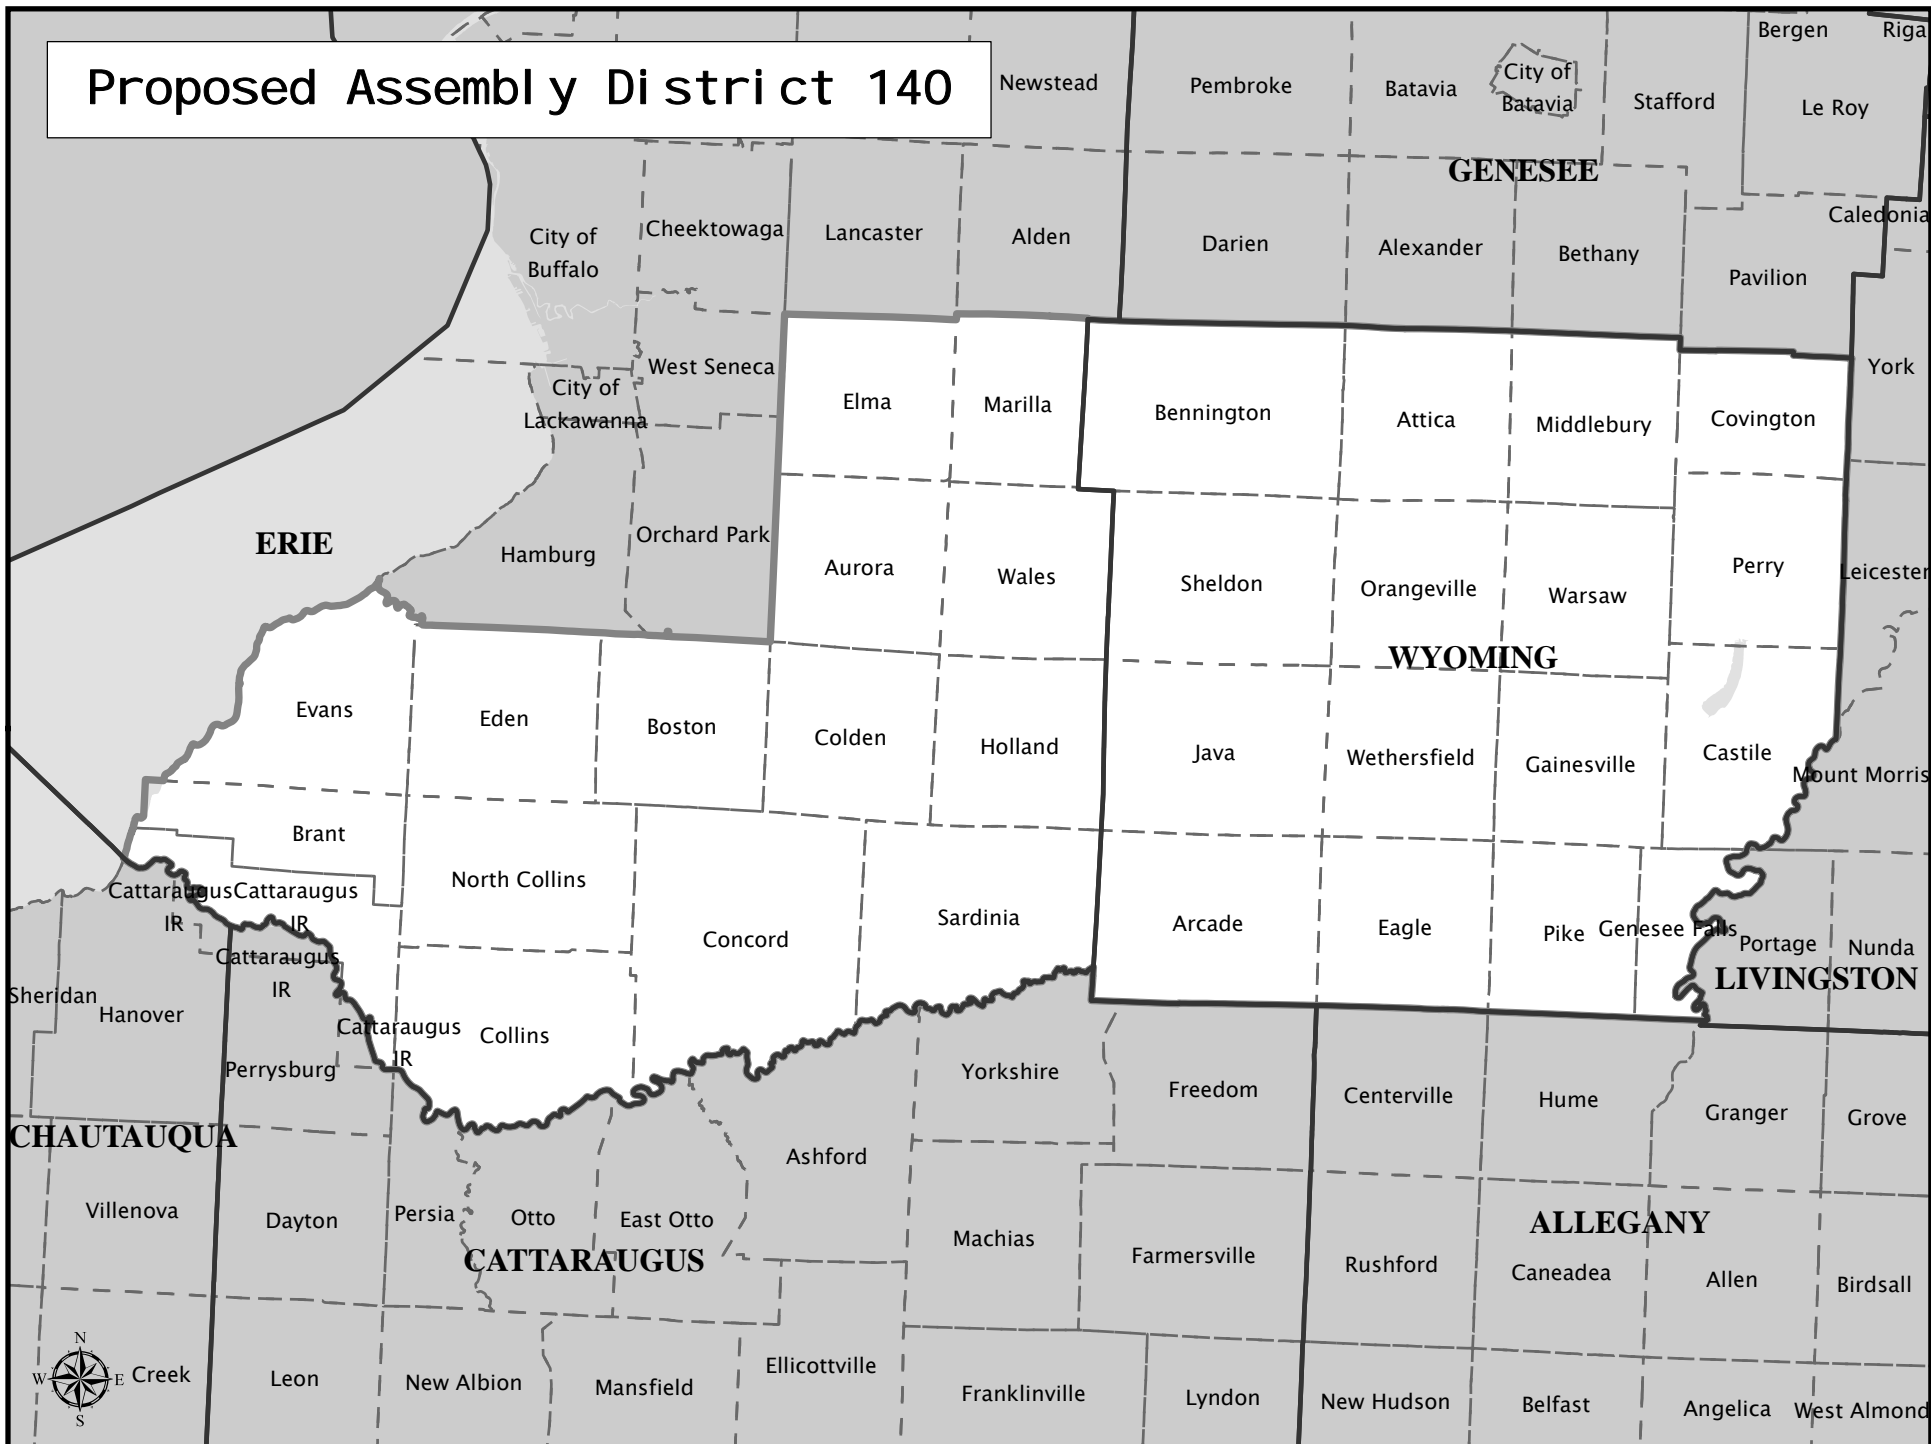 Proposed Assembly District 140
Bergen
Riga
Newstead
Pembroke
Batavia
City of
Batavia
Stafford
Le Roy
GENESEE
Caledonia
City of
Buffalo
Cheektowaga
Lancaster
Alden
Darien
Alexander
Bethany
Pavilion
West Seneca
York
City of
Lackawanna
Elma
Marilla
Bennington
Attica
Middlebury
Covington
ERIE
Hamburg
Orchard Park
Aurora
Wales
Sheldon
Orangeville
Warsaw
Perry
Leicester
WYOMING
Evans
Eden
Boston
Colden
Holland
Java
Wethersfield
Gainesville
Castile
Mount Morris
Brant
Cattaraugus
IR
Cattaraugus
IR
North Collins
Concord
Sardinia
Arcade
Eagle
Pike
Genesee Falls
Portage
Nunda
LIVINGSTON
Cattaraugus
IR
Sheridan
Hanover
Cattaraugus
IR
Collins
Perrysburg
Yorkshire
Freedom
Centerville
Hume
Granger
Grove
CHAUTAUQUA
Ashford
Villenova
Dayton
Persia
Otto
East Otto
CATTARAUGUS
Machias
Farmersville
Rushford
ALLEGANY
Caneadea
Allen
Birdsall
N
W
E
S
Creek
Leon
New Albion
Mansfield
Ellicottville
Franklinville
Lyndon
New Hudson
Belfast
Angelica
West Almond